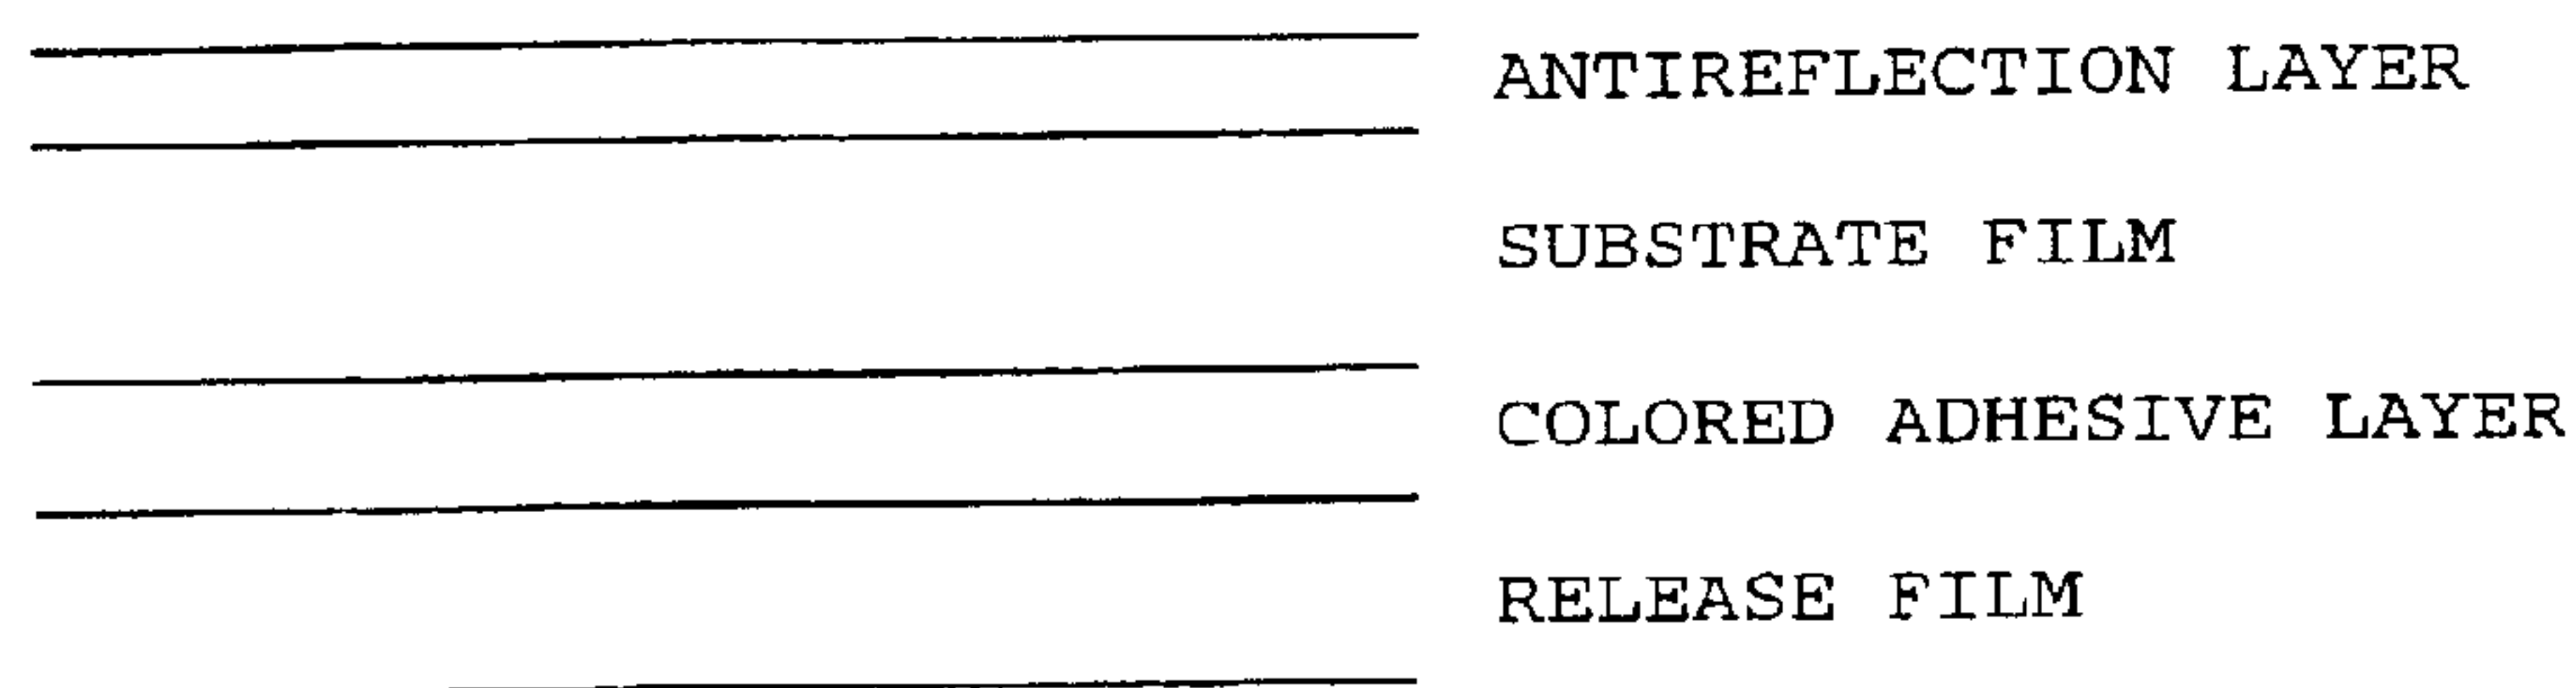 ANTIREFLECTION LAYER
SUBSTRATE FILM
COLORED ADHESIVE LAYER
RELEASE FILM